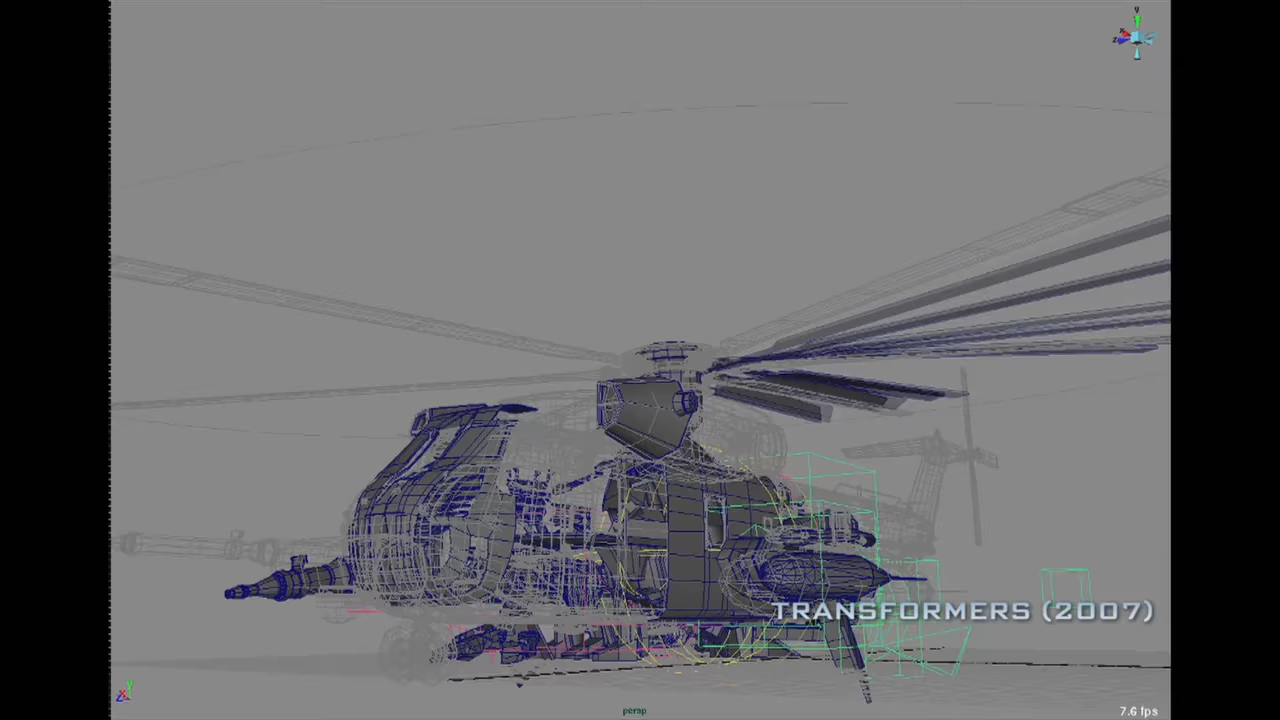 y
x
z
TRANSFORMERS (2007)
y
x
z
persp
7.6 fps